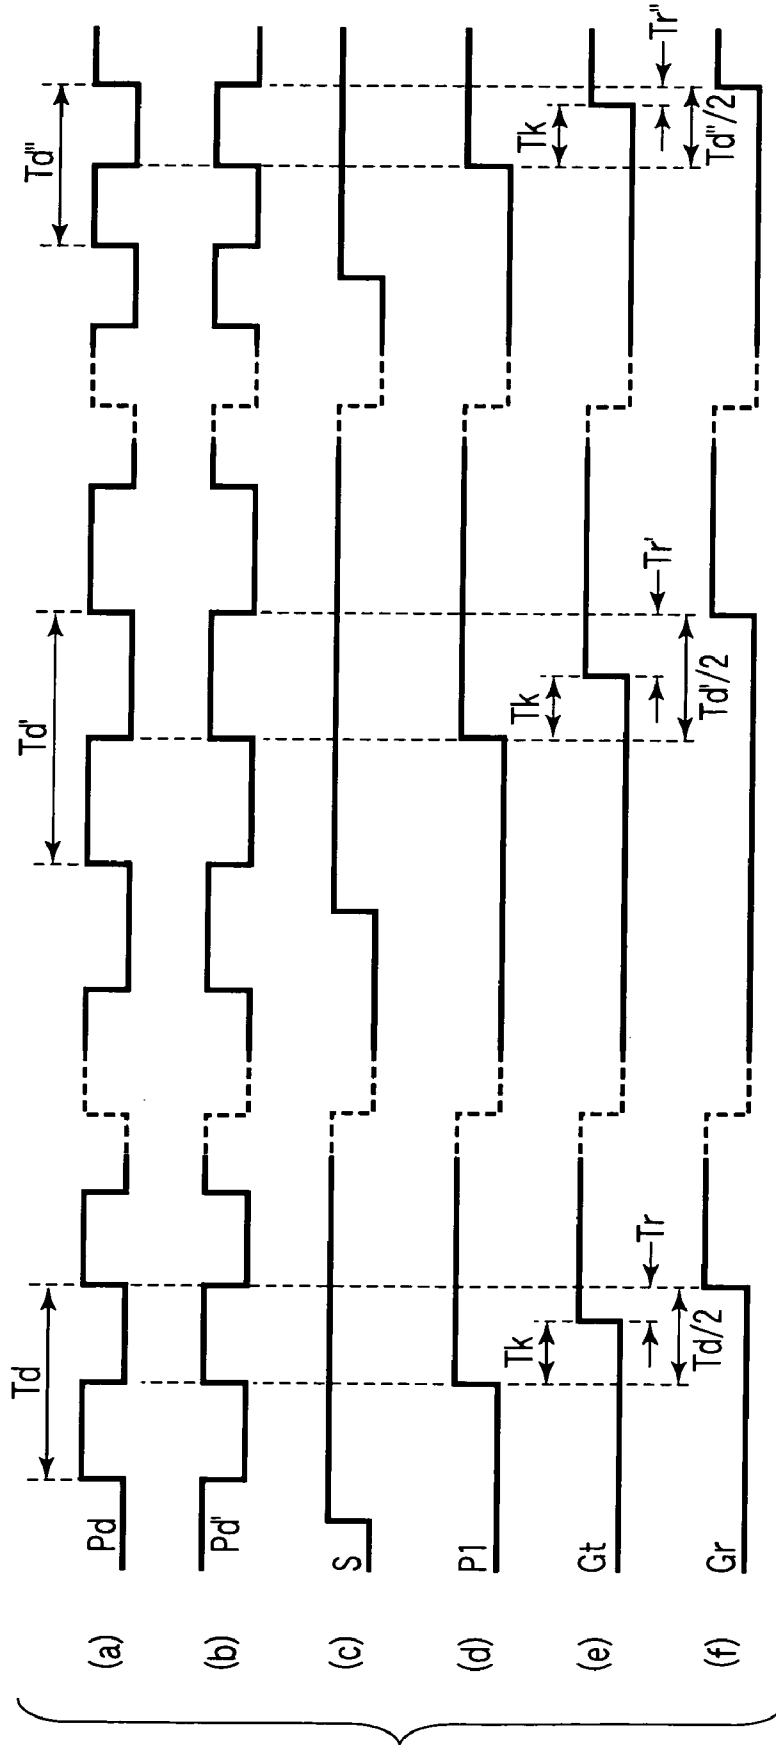 Td Td' Td'''
(a) Pd
(b) Pd"
(c) S
(d) P1
Tk Tk Tk
(e) Gt
Tr Tr' Tr"
Td/2 Td'/2 Td"/2
(f) Gr